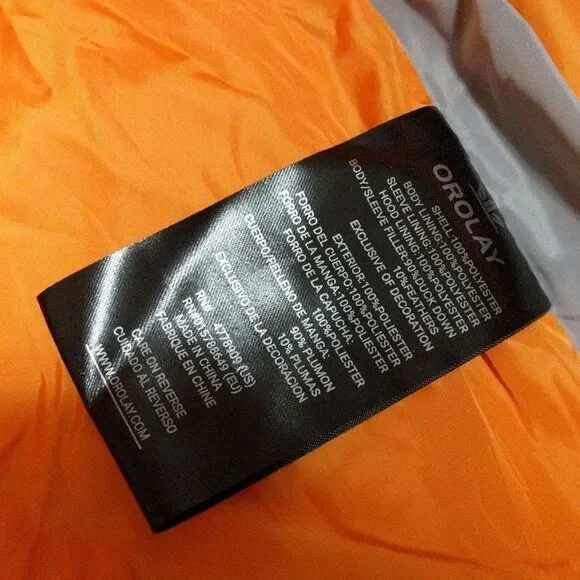 OROLAY
SHELL:100%POLYESTER
BODY LINING:100%POLYESTER
SLEEVE LINING:100%POLYESTER
HOOD LINING:100%POLYESTER
BODY/SLEEVE FILLER:90%DUCK DOWN
10%FEATHERS
EXCLUSIVE OF DECORATION
EXTERIOR:100%POLIESTER
FORRO DEL CUERPO:100%POLIESTER
FORRO DE LA MANGA:100%POLIESTER
FORRO DE LA CAPUCHA:
100%POLIESTER
CUERPO/RELLENO DE MANGA:
90% PLUMON
10% PLUMAS
EXCLUSIVO DE LA DECORACION
MADE IN CHINA
FABRIQUE EN CHINE
CARE ON REVERSE
CUIDADO AL REVERSO
WWW.OROLAY.COM